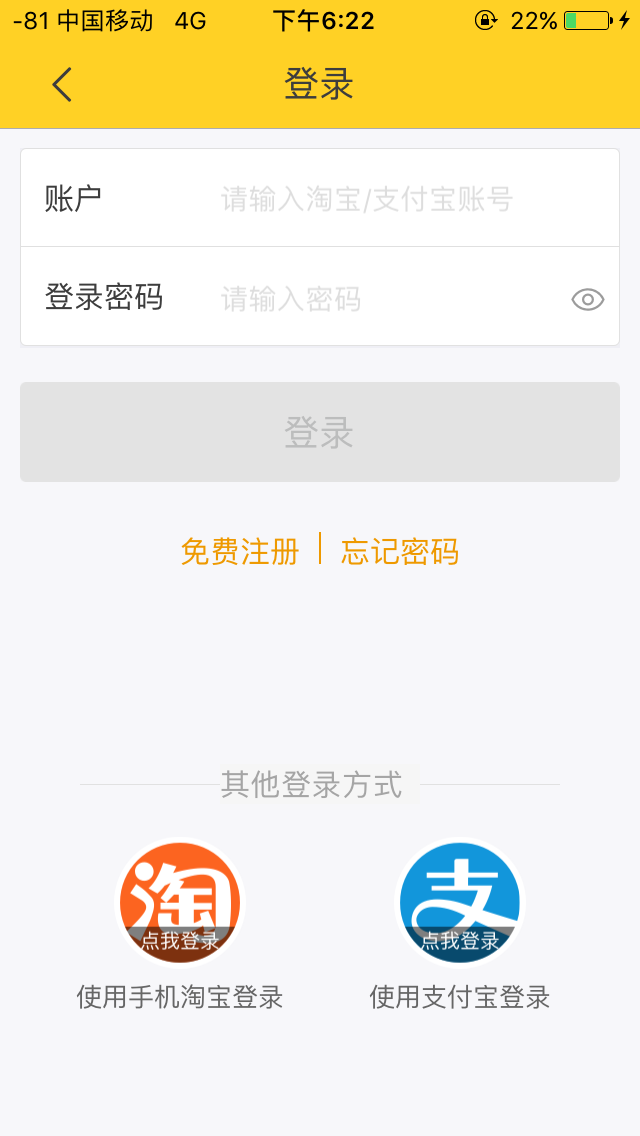 -81 中国移动 4G 下午6:22 22%
登录
账户 请输入淘宝/支付宝账号
登录密码 请输入密码
登录
免费注册 | 忘记密码
其他登录方式
淘 支
点我登录 点我登录
使用手机淘宝登录 使用支付宝登录